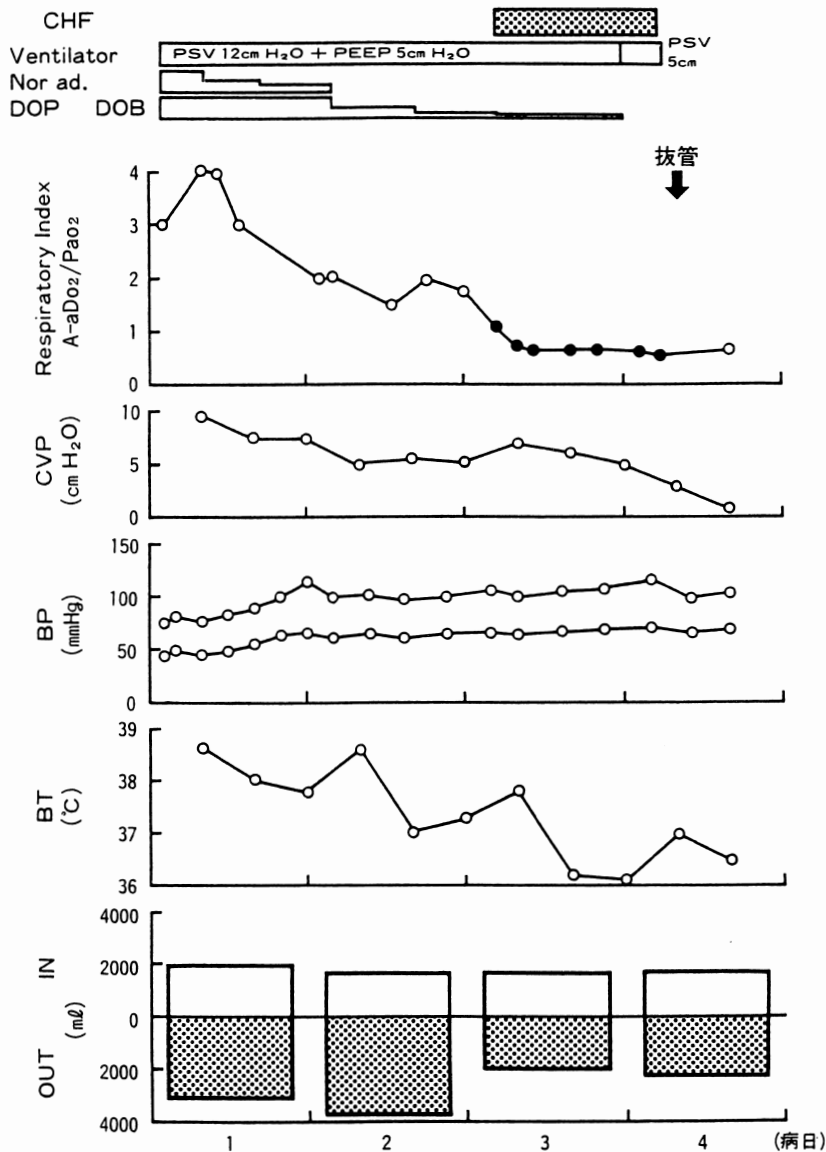 CHF
Ventilator PSV 12cm H₂O + PEEP 5cm H₂O PSV 5cm
Nor ad.
DOP DOB
抜管
Respiratory Index
A-aDo₂/Pao₂
4
3
2
1
0
CVP
(cm H₂O)
10
5
0
BP
(mmHg)
150
100
50
0
BT
(℃)
39
38
37
36
OUT IN
(mℓ)
4000
2000
0
2000
4000
1 2 3 4 (病日)